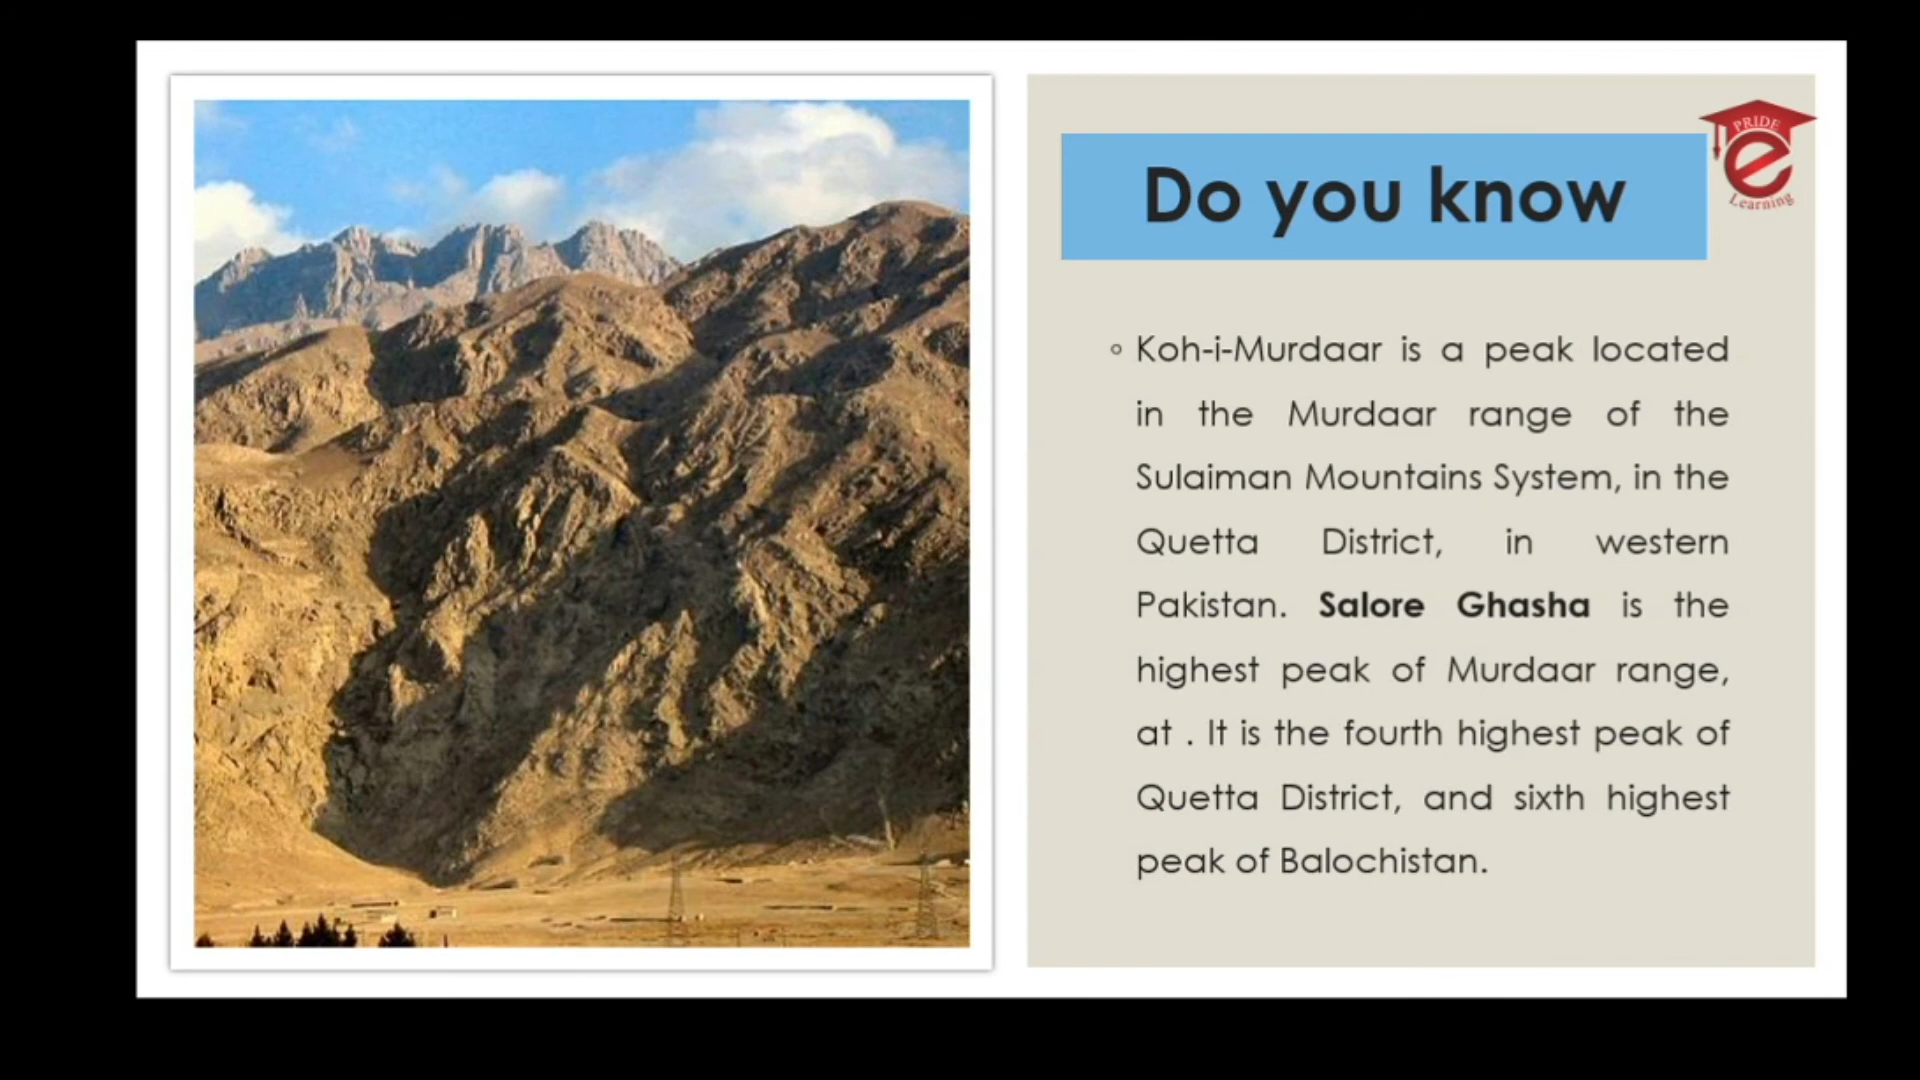 Do you know
PRIDE
e
Learning
◦ Koh-i-Murdaar is a peak located
in the Murdaar range of the
Sulaiman Mountains System, in the
Quetta District, in western
Pakistan. Salore Ghasha is the
highest peak of Murdaar range,
at . It is the fourth highest peak of
Quetta District, and sixth highest
peak of Balochistan.